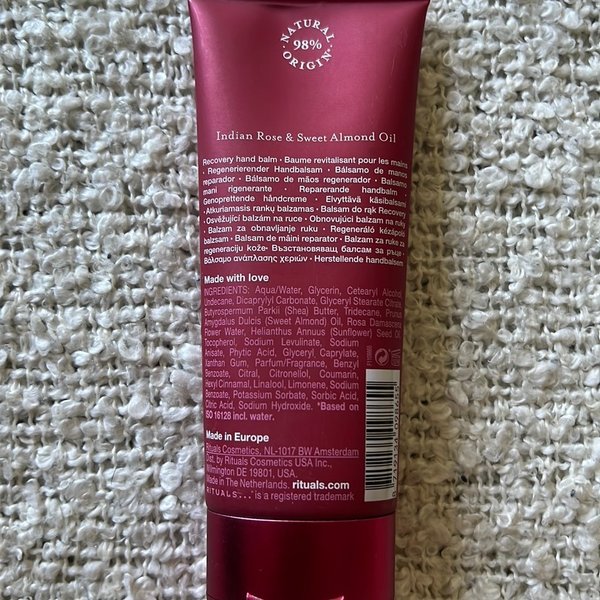 NATURAL
98%
ORIGIN*
Indian Rose & Sweet Almond Oil
Recovery hand balm • Baume revitalisant pour les mains
• Regenerierender Handbalsam • Bálsamo de manos
reparador • Bálsamo de mãos regenerador • Balsamo
mani rigenerante • Reparerande handbalm •
Genoprettende håndcreme • Elvyttävä käsibalsami
• Atkuriamasis rankų balzamas • Balsam do rąk Recovery
• Osvěžující balzám na ruce • Obnovujúci balzam na ruky
• Balzam za obnavljanje ruku • Regeneráló kézápoló
balzsam • Balsam de mâini reparator • Balzam za roke za
regeneracijo kože • Възстановяващ балсам за ръце •
Βάλσαμο ανάπλασης χεριών • Herstellende handbalsem
Made with love
INGREDIENTS: Aqua/Water, Glycerin, Cetearyl Alcohol,
Undecane, Dicaprylyl Carbonate, Glyceryl Stearate Citrate,
Butyrospermum Parkii (Shea) Butter, Tridecane, Prunus
Amygdalus Dulcis (Sweet Almond) Oil, Rosa Damascena
Flower Water, Helianthus Annuus (Sunflower) Seed Oil,
Tocopherol, Sodium Levulinate, Sodium
Anisate, Phytic Acid, Glyceryl Caprylate,
Xanthan Gum, Parfum/Fragrance, Benzyl
Benzoate, Citral, Citronellol, Coumarin,
Hexyl Cinnamal, Linalool, Limonene, Sodium
Benzoate, Potassium Sorbate, Sorbic Acid,
Citric Acid, Sodium Hydroxide. *Based on
ISO 16128 incl. water.
Made in Europe
Rituals Cosmetics, NL-1017 BW Amsterdam
Dist. by Rituals Cosmetics USA Inc.,
Wilmington DE 19801, USA.
Made in The Netherlands. rituals.com
RITUALS... is a registered trademark